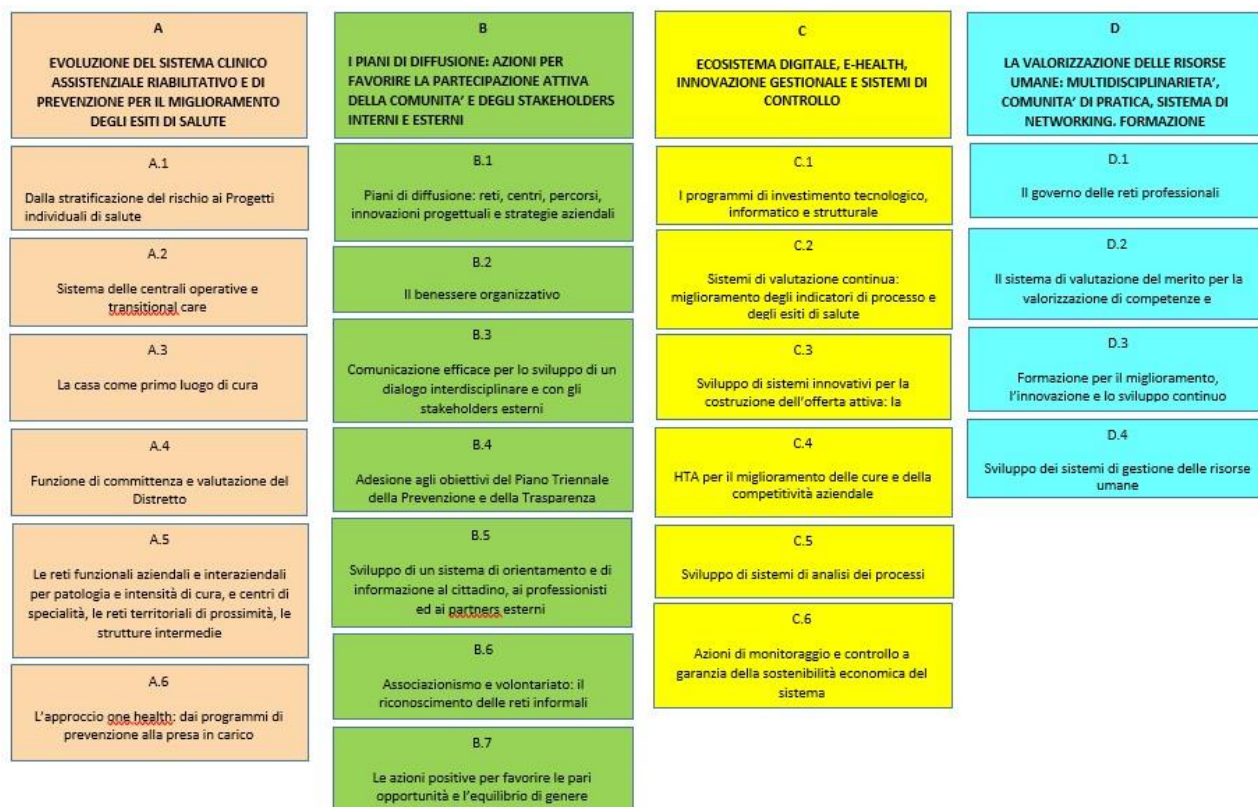 A
EVOLUZIONE DEL SISTEMA CLINICO
ASSISTENZIALE RIABILITATIVO E DI
PREVENZIONE PER IL MIGLIORAMENTO
DEGLI ESITI DI SALUTE
A.1
Dalla stratificazione del rischio ai Progetti
individuali di salute
A.2
Sistema delle centrali operative e
transitional care
A.3
La casa come primo luogo di cura
A.4
Funzione di committenza e valutazione del
Distretto
A.5
Le reti funzionali aziendali e interaziendali
per patologia e intensità di cura, e centri di
specialità, le reti territoriali di prossimità, le
strutture intermedie
A.6
L’approccio one health: dai programmi di
prevenzione alla presa in carico
B
I PIANI DI DIFFUSIONE: AZIONI PER
FAVORIRE LA PARTECIPAZIONE ATTIVA
DELLA COMUNITA’ E DEGLI STAKEHOLDERS
INTERNI E ESTERNI
B.1
Piani di diffusione: reti, centri, percorsi,
innovazioni progettuali e strategie aziendali
B.2
Il benessere organizzativo
B.3
Comunicazione efficace per lo sviluppo di un
dialogo interdisciplinare e con gli
stakeholders esterni
B.4
Adesione agli obiettivi del Piano Triennale
della Prevenzione e della Trasparenza
B.5
Sviluppo di un sistema di orientamento e di
informazione al cittadino, ai professionisti
ed ai partners esterni
B.6
Associazionismo e volontariato: il
riconoscimento delle reti informali
B.7
Le azioni positive per favorire le pari
opportunità e l’equilibrio di genere
C
ECOSISTEMA DIGITALE, E-HEALTH,
INNOVAZIONE GESTIONALE E SISTEMI DI
CONTROLLO
C.1
I programmi di investimento tecnologico,
informatico e strutturale
C.2
Sistemi di valutazione continua:
miglioramento degli indicatori di processo e
degli esiti di salute
C.3
Sviluppo di sistemi innovativi per la
costruzione dell’offerta attiva: la
C.4
HTA per il miglioramento delle cure e della
competitività aziendale
C.5
Sviluppo di sistemi di analisi dei processi
C.6
Azioni di monitoraggio e controllo a
garanzia della sostenibilità economica del
sistema
D
LA VALORIZZAZIONE DELLE RISORSE
UMANE: MULTIDISCIPLINARIETA’,
COMUNITA’ DI PRATICA, SISTEMA DI
NETWORKING. FORMAZIONE
D.1
Il governo delle reti professionali
D.2
Il sistema di valutazione del merito per la
valorizzazione di competenze e
D.3
Formazione per il miglioramento,
l’innovazione e lo sviluppo continuo
D.4
Sviluppo dei sistemi di gestione delle risorse
umane